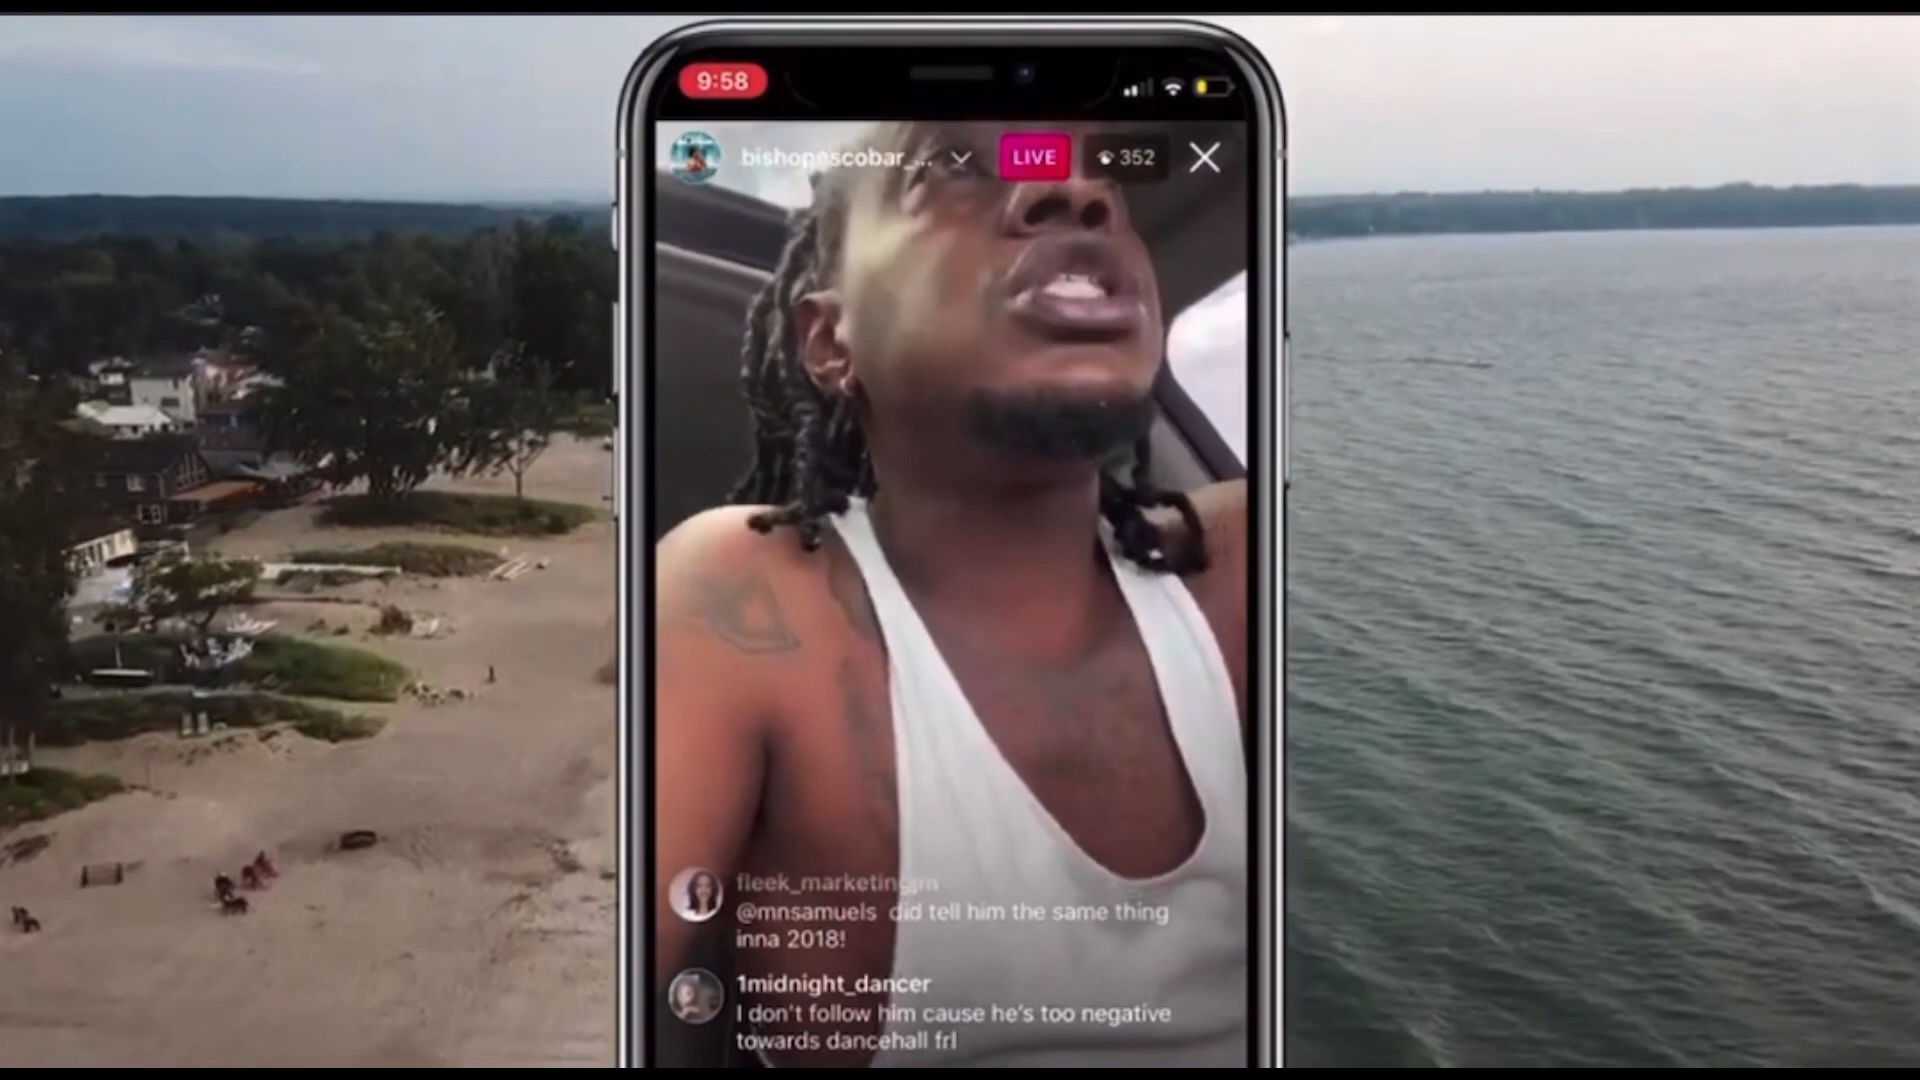 9:58
bishopescobar_... LIVE 352
fleek_marketingjm
@mnsamuels did tell him the same thing
inna 2018!
1midnight_dancer
I don't follow him cause he's too negative
towards dancehall frl